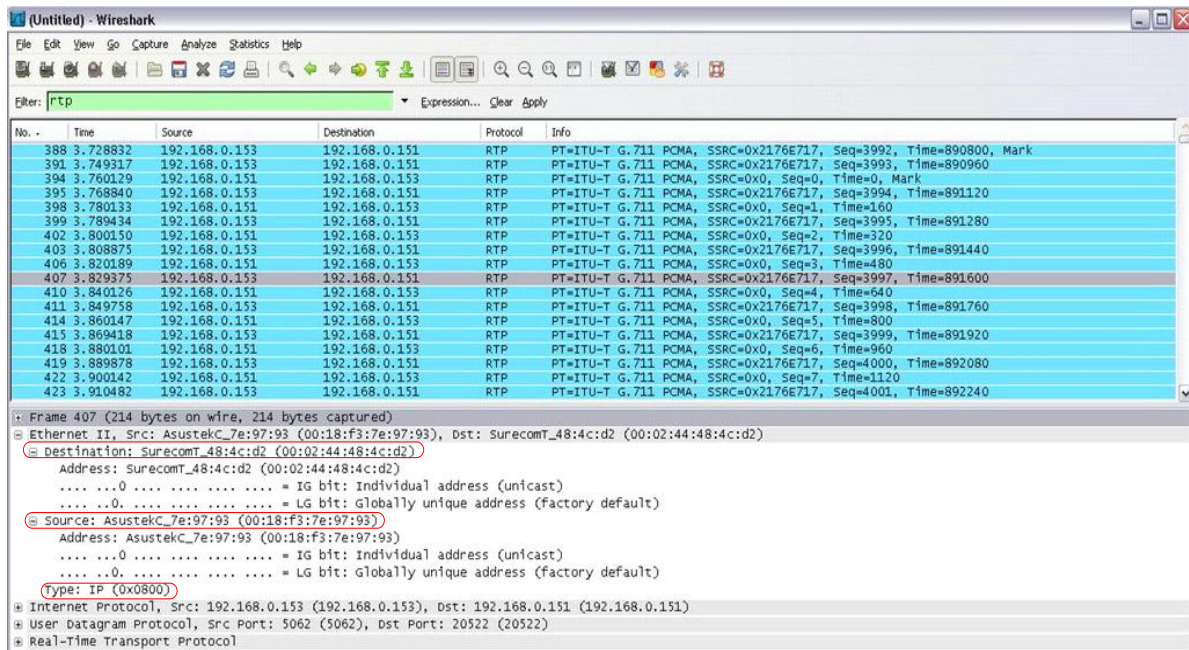 (Untitled) - Wireshark
File Edit View Go Capture Analyze Statistics Help
Filter: rtp Expression... Clear Apply
No. - Time Source Destination Protocol Info
388 3.728832 192.168.0.153 192.168.0.151 RTP PT=ITU-T G.711 PCMA, SSRC=0x2176E717, Seq=3992, Time=890800, Mark
391 3.749317 192.168.0.153 192.168.0.151 RTP PT=ITU-T G.711 PCMA, SSRC=0x2176E717, Seq=3993, Time=890960
394 3.760129 192.168.0.151 192.168.0.153 RTP PT=ITU-T G.711 PCMA, SSRC=0x0, Seq=0, Time=0, Mark
395 3.768840 192.168.0.153 192.168.0.151 RTP PT=ITU-T G.711 PCMA, SSRC=0x2176E717, Seq=3994, Time=891120
398 3.780133 192.168.0.151 192.168.0.153 RTP PT=ITU-T G.711 PCMA, SSRC=0x0, Seq=1, Time=160
399 3.789434 192.168.0.153 192.168.0.151 RTP PT=ITU-T G.711 PCMA, SSRC=0x2176E717, Seq=3995, Time=891280
402 3.800150 192.168.0.151 192.168.0.153 RTP PT=ITU-T G.711 PCMA, SSRC=0x0, Seq=2, Time=320
403 3.808875 192.168.0.153 192.168.0.151 RTP PT=ITU-T G.711 PCMA, SSRC=0x2176E717, Seq=3996, Time=891440
406 3.820189 192.168.0.151 192.168.0.153 RTP PT=ITU-T G.711 PCMA, SSRC=0x0, Seq=3, Time=480
407 3.829375 192.168.0.153 192.168.0.151 RTP PT=ITU-T G.711 PCMA, SSRC=0x2176E717, Seq=3997, Time=891600
410 3.840126 192.168.0.151 192.168.0.153 RTP PT=ITU-T G.711 PCMA, SSRC=0x0, Seq=4, Time=640
411 3.849758 192.168.0.153 192.168.0.151 RTP PT=ITU-T G.711 PCMA, SSRC=0x2176E717, Seq=3998, Time=891760
414 3.860147 192.168.0.151 192.168.0.153 RTP PT=ITU-T G.711 PCMA, SSRC=0x0, Seq=5, Time=800
415 3.869418 192.168.0.153 192.168.0.151 RTP PT=ITU-T G.711 PCMA, SSRC=0x2176E717, Seq=3999, Time=891920
418 3.880101 192.168.0.151 192.168.0.153 RTP PT=ITU-T G.711 PCMA, SSRC=0x0, Seq=6, Time=960
419 3.889878 192.168.0.153 192.168.0.151 RTP PT=ITU-T G.711 PCMA, SSRC=0x2176E717, Seq=4000, Time=892080
422 3.900142 192.168.0.151 192.168.0.153 RTP PT=ITU-T G.711 PCMA, SSRC=0x0, Seq=7, Time=1120
423 3.910482 192.168.0.153 192.168.0.151 RTP PT=ITU-T G.711 PCMA, SSRC=0x2176E717, Seq=4001, Time=892240
Frame 407 (214 bytes on wire, 214 bytes captured)
Ethernet II, Src: AsustekC_7e:97:93 (00:18:f3:7e:97:93), Dst: SurecomT_48:4c:d2 (00:02:44:48:4c:d2)
Destination: SurecomT_48:4c:d2 (00:02:44:48:4c:d2)
Address: SurecomT_48:4c:d2 (00:02:44:48:4c:d2)
.... ...0 .... .... .... .... = IG bit: Individual address (unicast)
.... ..0. .... .... .... .... = LG bit: Globally unique address (factory default)
Source: AsustekC_7e:97:93 (00:18:f3:7e:97:93)
Address: AsustekC_7e:97:93 (00:18:f3:7e:97:93)
.... ...0 .... .... .... .... = IG bit: Individual address (unicast)
.... ..0. .... .... .... .... = LG bit: Globally unique address (factory default)
Type: IP (0x0800)
Internet Protocol, Src: 192.168.0.153 (192.168.0.153), Dst: 192.168.0.151 (192.168.0.151)
User Datagram Protocol, Src Port: 5062 (5062), Dst Port: 20522 (20522)
Real-Time Transport Protocol